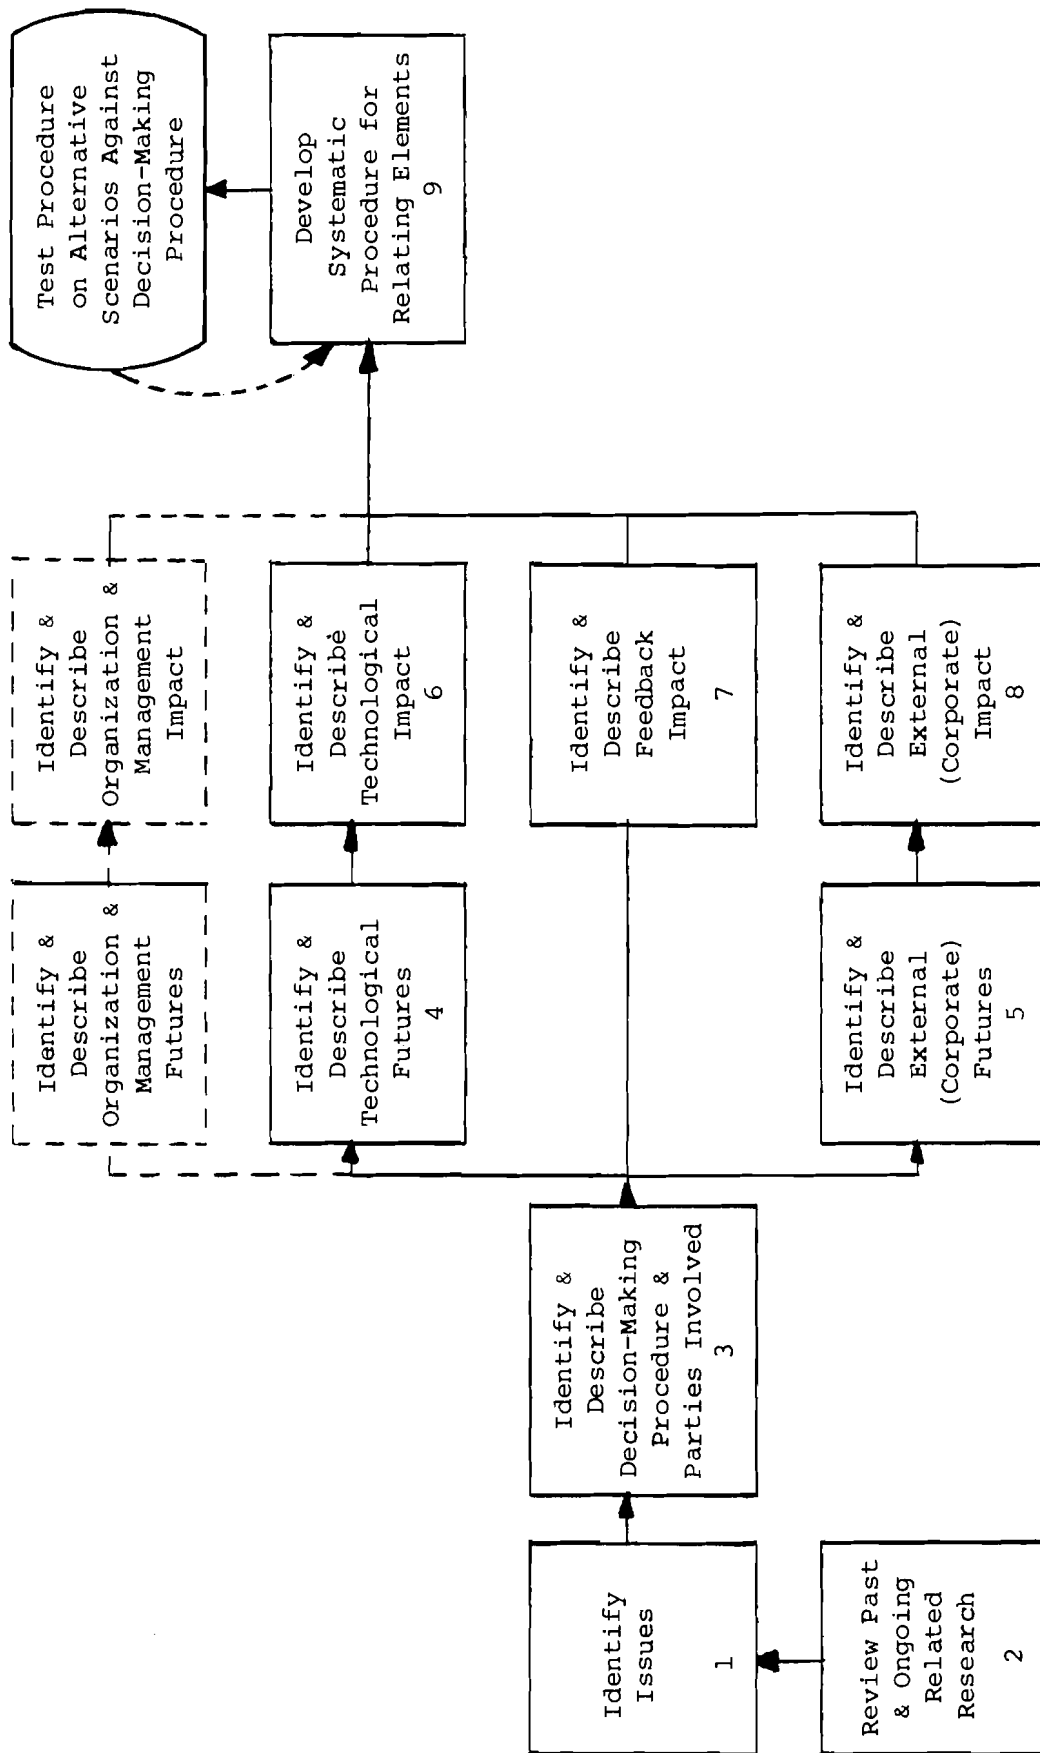 Identify
Issues
1
Review Past
& Ongoing
Related
Research
2
Identify &
Describe
Decision-Making
Procedure &
Parties Involved
3
Identify &
Describe
Organization &
Management
Futures
Identify &
Describe
Technological
Futures
4
Identify &
Describe
External
(Corporate)
Futures
5
Identify &
Describe
Organization &
Management
Impact
Identify &
Describe
Technological
Impact
6
Identify &
Describe
Feedback
Impact
7
Identify &
Describe
External
(Corporate)
Impact
8
Test Procedure
on Alternative
Scenarios Against
Decision-Making
Procedure
Develop
Systematic
Procedure for
Relating Elements
9